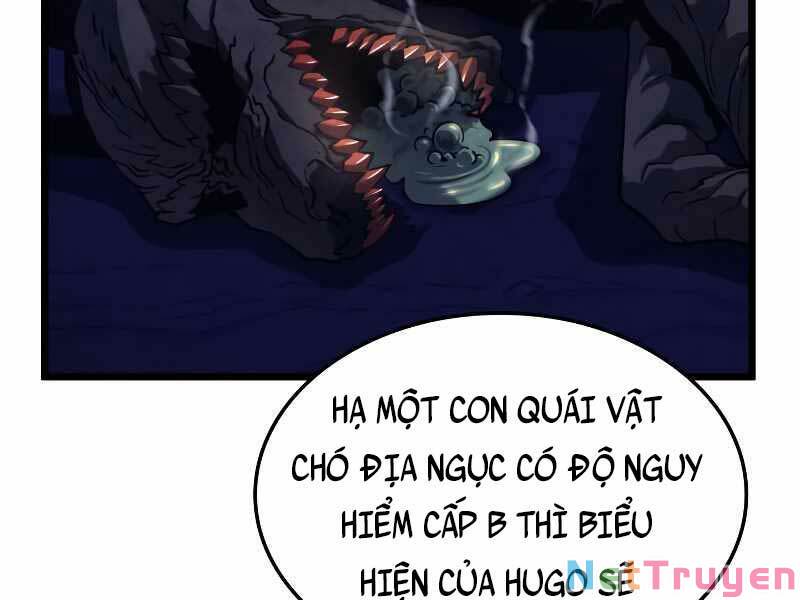 HẠ MỘT CON QUÁI VẬT
CHÓ ĐỊA NGỤC CÓ ĐỘ NGUY
HIỂM CẤP B THÌ BIỂU
HIỆN CỦA HUGO SẼ
NetTruyen